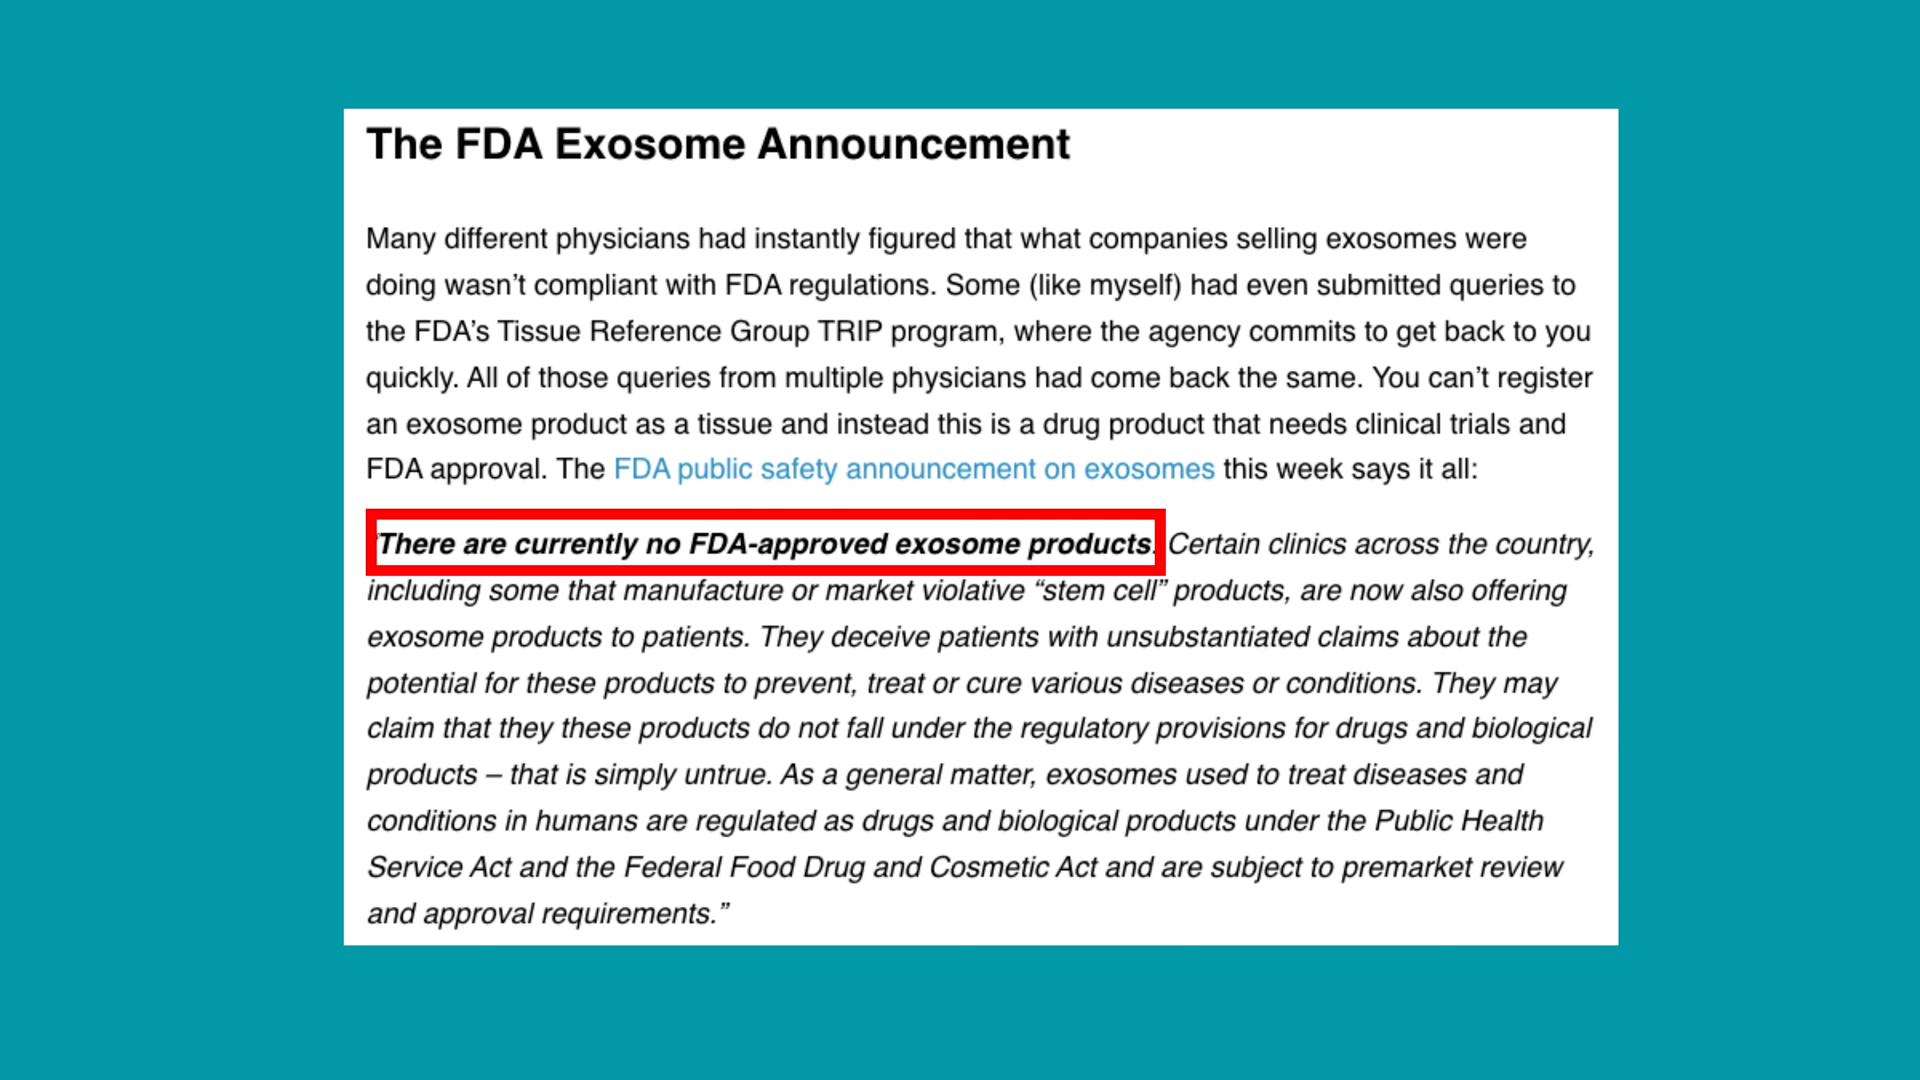 The FDA Exosome Announcement
Many different physicians had instantly figured that what companies selling exosomes were
doing wasn’t compliant with FDA regulations. Some (like myself) had even submitted queries to
the FDA’s Tissue Reference Group TRIP program, where the agency commits to get back to you
quickly. All of those queries from multiple physicians had come back the same. You can’t register
an exosome product as a tissue and instead this is a drug product that needs clinical trials and
FDA approval. The FDA public safety announcement on exosomes this week says it all:
“There are currently no FDA-approved exosome products. Certain clinics across the country,
including some that manufacture or market violative “stem cell” products, are now also offering
exosome products to patients. They deceive patients with unsubstantiated claims about the
potential for these products to prevent, treat or cure various diseases or conditions. They may
claim that they these products do not fall under the regulatory provisions for drugs and biological
products – that is simply untrue. As a general matter, exosomes used to treat diseases and
conditions in humans are regulated as drugs and biological products under the Public Health
Service Act and the Federal Food Drug and Cosmetic Act and are subject to premarket review
and approval requirements.”